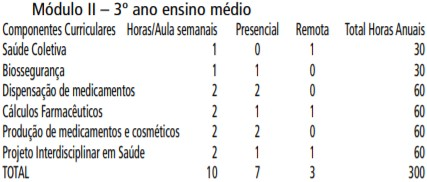 Módulo II – 3º ano ensino médio
Componentes Curriculares Horas/Aula semanais Presencial Remota Total Horas Anuais
Saúde Coletiva 1 0 1 30
Biossegurança 1 1 0 30
Dispensação de medicamentos 2 2 0 60
Cálculos Farmacêuticos 2 1 1 60
Produção de medicamentos e cosméticos 2 2 0 60
Projeto Interdisciplinar em Saúde 2 1 1 60
TOTAL 10 7 3 300